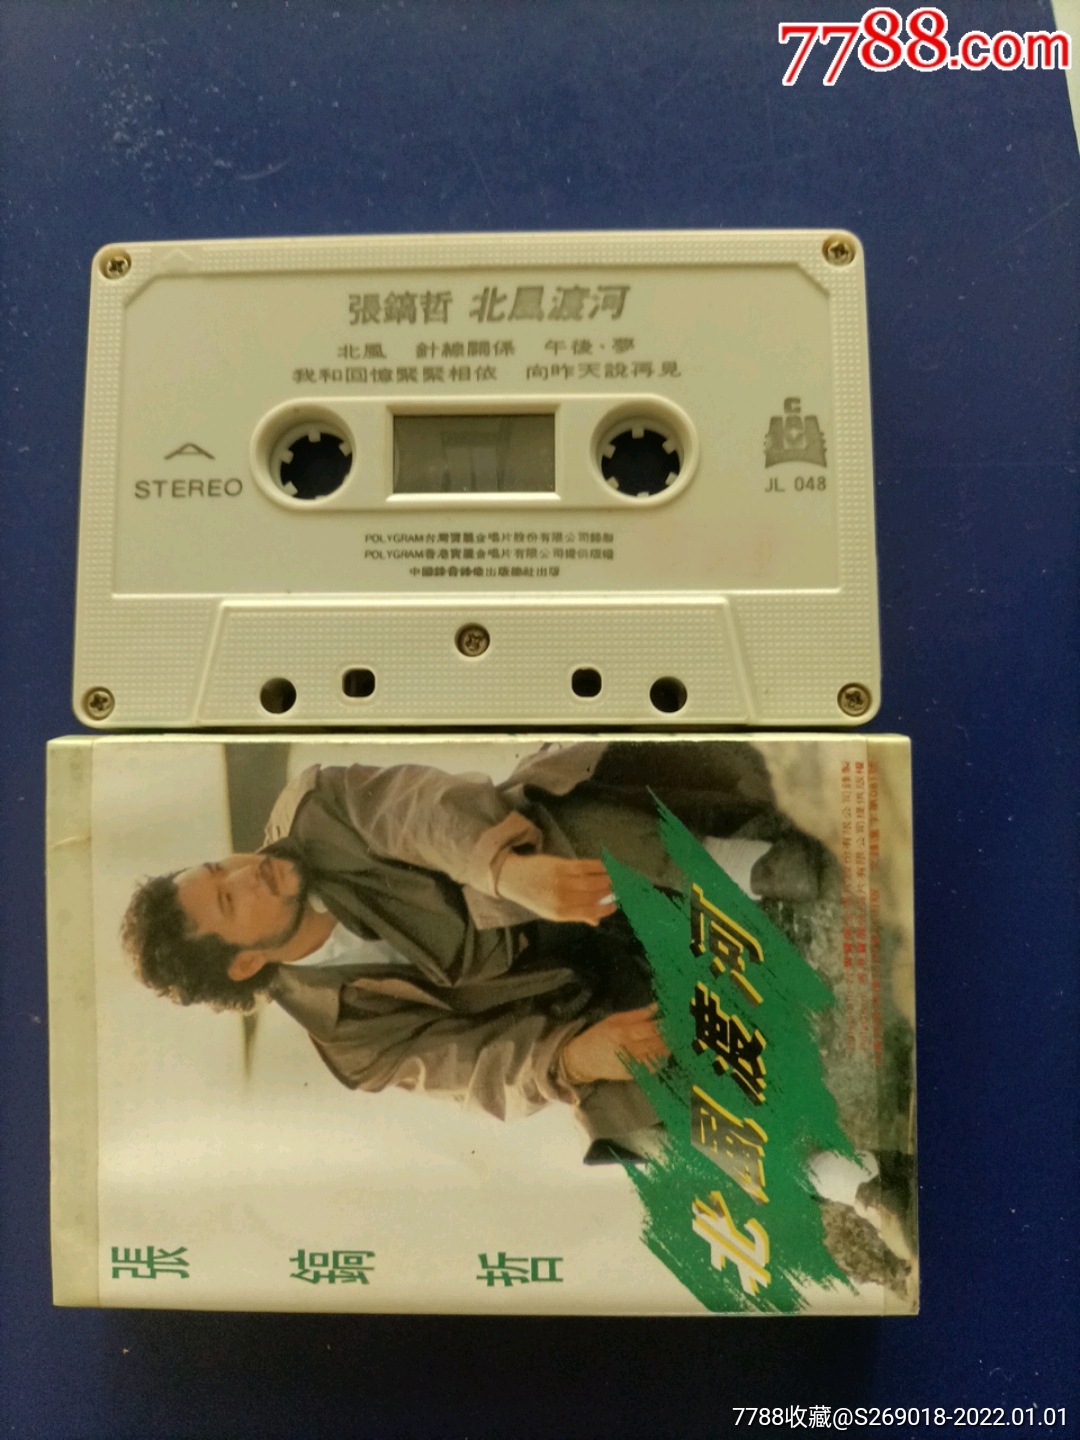 7788.com
張鎬哲 北風渡河
北風 針線關係 午後·夢
我和回憶緊緊相依 向昨天說再見
A
STEREO
C
JL 048
POLYGRAM台灣寶麗金唱片股份有限公司錄製
POLYGRAM香港寶麗金唱片有限公司提供版權
中國錄音錄像出版總社出版
北風渡河
張鎬哲
7788收藏@S269018-2022.01.01